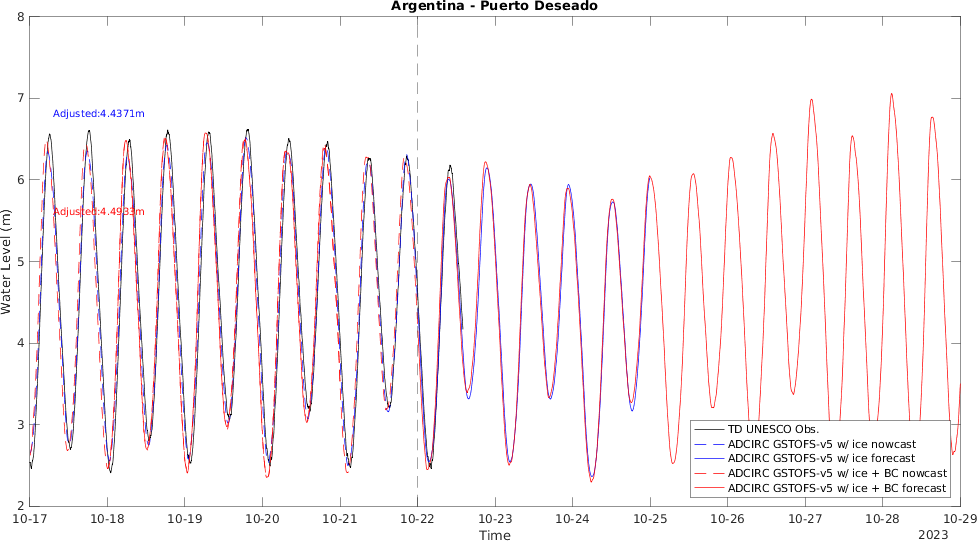 Argentina - Puerto Deseado
8
7
6
5
4
3
2
Water Level (m)
Adjusted:4.4371m
Adjusted:4.4933m
TD UNESCO Obs.
ADCIRC GSTOFS-v5 w/ ice nowcast
ADCIRC GSTOFS-v5 w/ ice forecast
ADCIRC GSTOFS-v5 w/ ice + BC nowcast
ADCIRC GSTOFS-v5 w/ ice + BC forecast
10-17 10-18 10-19 10-20 10-21 10-22 10-23 10-24 10-25 10-26 10-27 10-28 10-29
Time
2023